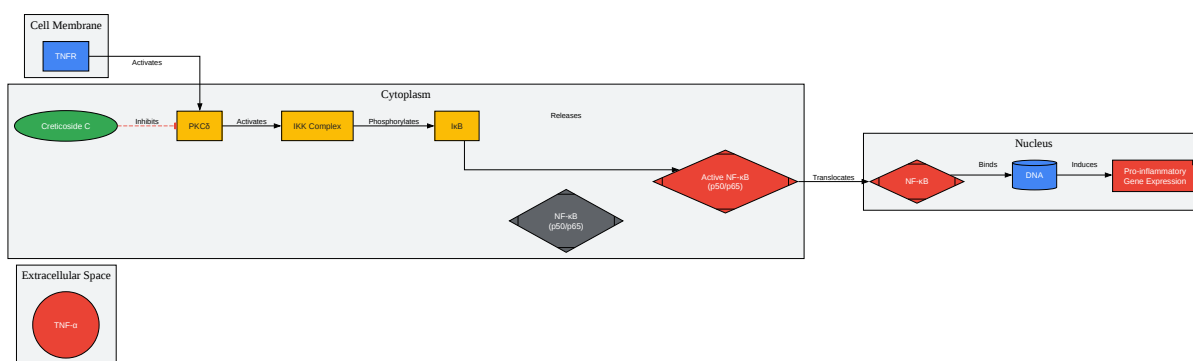 Cell Membrane
TNFR
Activates
Cytoplasm
Creticoside C
Inhibits
PKCδ
Activates
IKK Complex
Phosphorylates
IκB
Releases
Active NF-κB
(p50/p65)
NF-κB
(p50/p65)
Translocates
Nucleus
NF-κB
Binds
DNA
Induces
Pro-inflammatory
Gene Expression
Extracellular Space
TNF-α